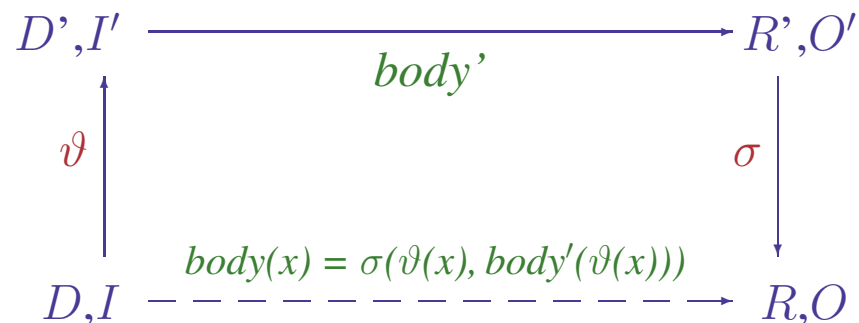 D',I′ R',O′
body'
ϑ σ
body(x) = σ(ϑ(x), body′(ϑ(x)))
D,I R,O